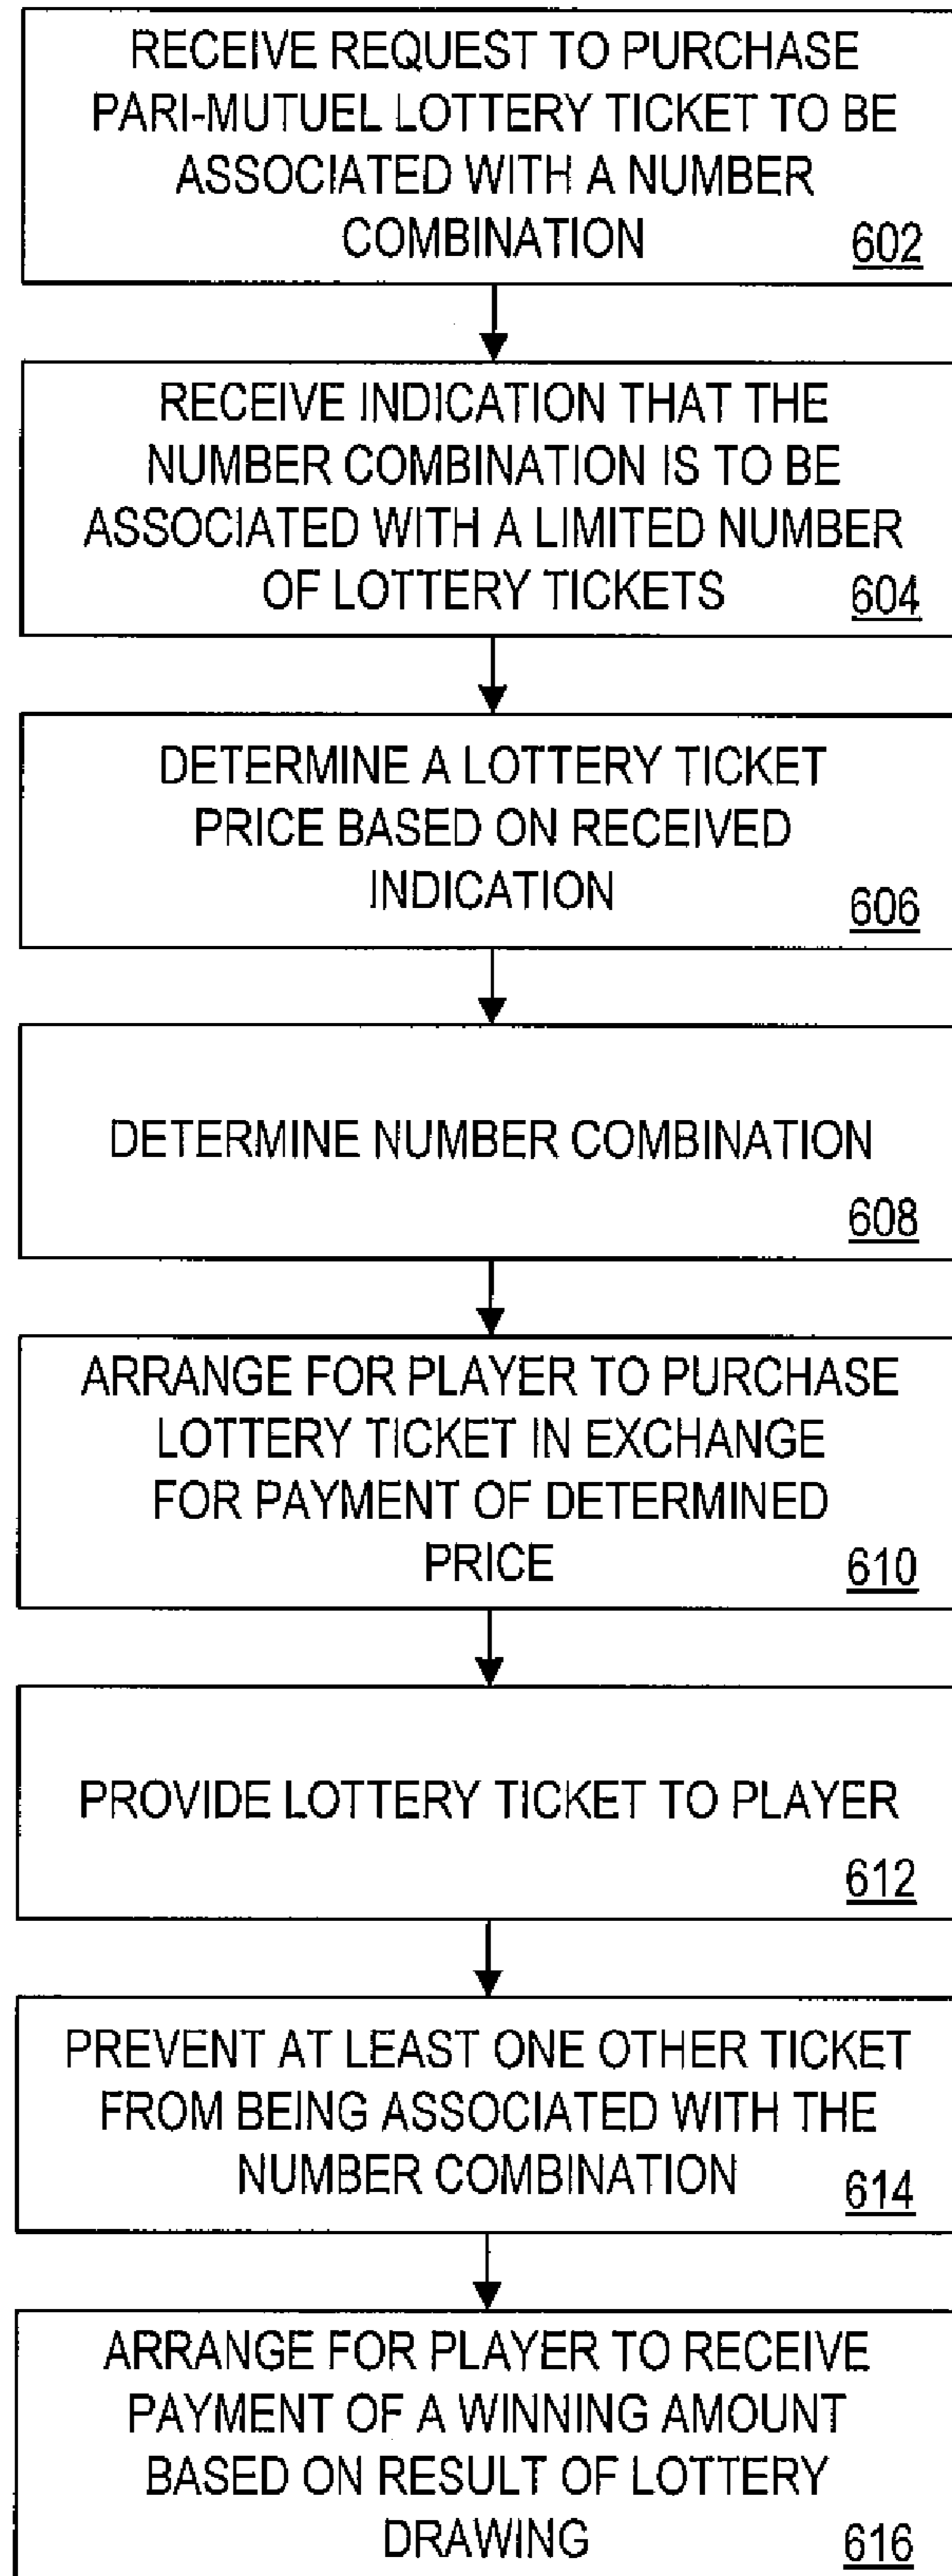 RECEIVE REQUEST TO PURCHASE
PARI-MUTUEL LOTTERY TICKET TO BE
ASSOCIATED WITH A NUMBER
COMBINATION 602
RECEIVE INDICATION THAT THE
NUMBER COMBINATION IS TO BE
ASSOCIATED WITH A LIMITED NUMBER
OF LOTTERY TICKETS 604
DETERMINE A LOTTERY TICKET
PRICE BASED ON RECEIVED
INDICATION 606
DETERMINE NUMBER COMBINATION
608
ARRANGE FOR PLAYER TO PURCHASE
LOTTERY TICKET IN EXCHANGE
FOR PAYMENT OF DETERMINED
PRICE 610
PROVIDE LOTTERY TICKET TO PLAYER
612
PREVENT AT LEAST ONE OTHER TICKET
FROM BEING ASSOCIATED WITH THE
NUMBER COMBINATION 614
ARRANGE FOR PLAYER TO RECEIVE
PAYMENT OF A WINNING AMOUNT
BASED ON RESULT OF LOTTERY
DRAWING 616